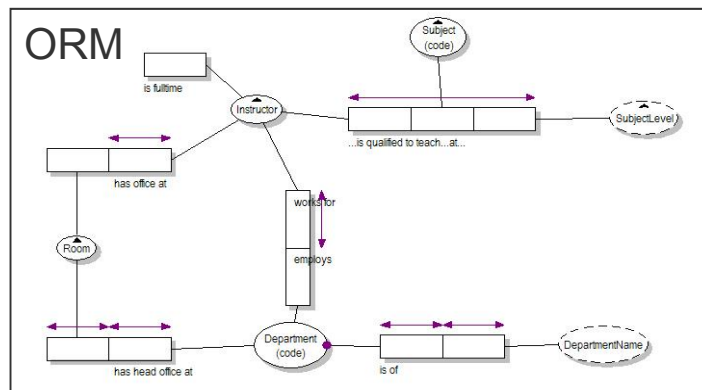 ORM
Subject
(code)
is fulltime
Instructor
SubjectLevel
...is qualified to teach...at...
has office at
works for
Room
employs
Department
(code)
DepartmentName
has head office at
is of